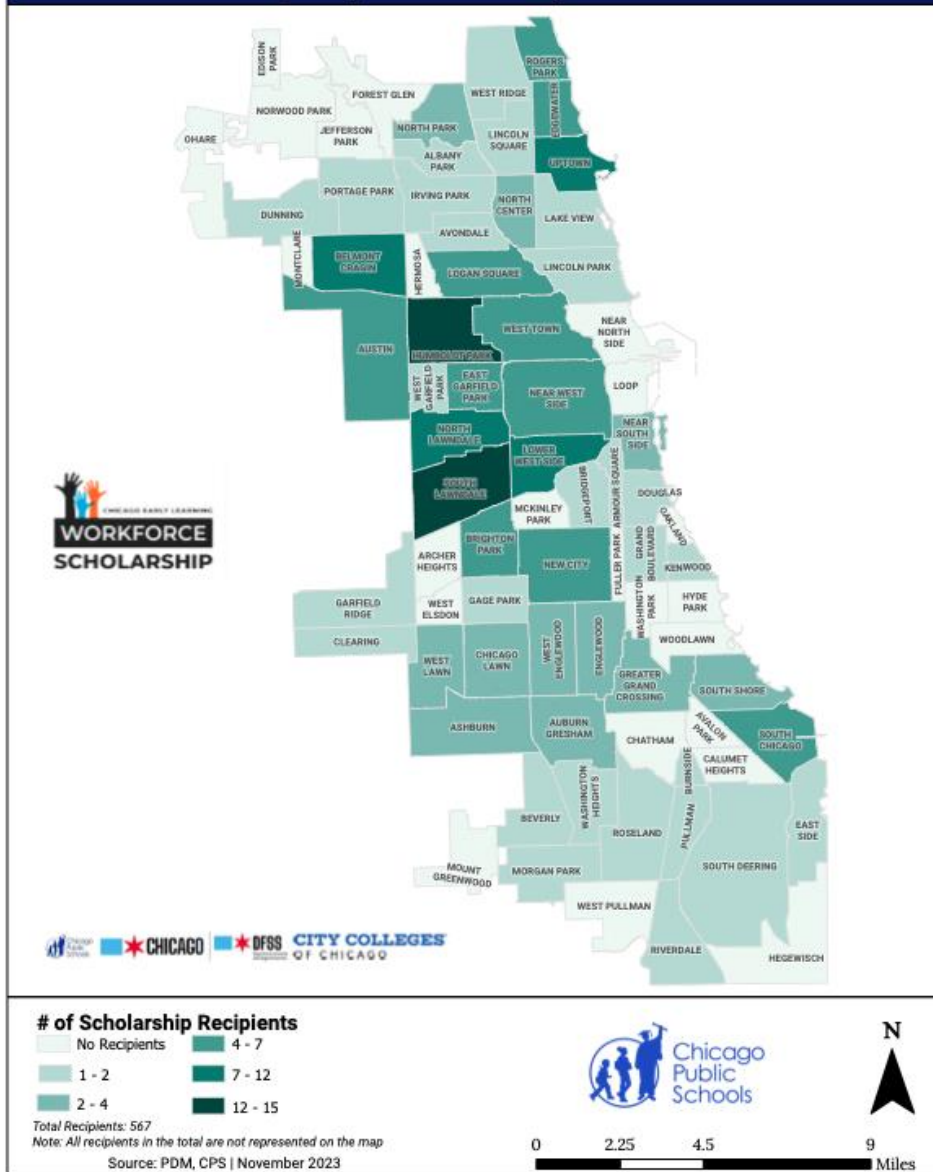 EDISON
PARK
NORWOOD PARK
FOREST GLEN
JEFFERSON
PARK
OHARE
NORTH PARK
WEST RIDGE
ROGERS
PARK
EDGEWATER
LINCOLN
SQUARE
UPTOWN
ALBANY
PARK
PORTAGE PARK
IRVING PARK
NORTH
CENTER
LAKE VIEW
DUNNING
AVONDALE
MONTCLARE
BELMONT
CRAGIN
HERMOSA
LOGAN SQUARE
LINCOLN PARK
AUSTIN
HUMBOLDT PARK
WEST TOWN
NEAR
NORTH
SIDE
WEST
GARFIELD
PARK
EAST
GARFIELD
PARK
NEAR WEST
SIDE
LOOP
NORTH
LAWNDALE
LOWER
WEST SIDE
NEAR
SOUTH
SIDE
SOUTH
LAWNDALE
MCKINLEY
PARK
BRIDGEPORT
ARMOUR SQUARE
DOUGLAS
OAKLAND
CHICAGO EARLY LEARNING
WORKFORCE
SCHOLARSHIP
ARCHER
HEIGHTS
BRIGHTON
PARK
NEW CITY
FULLER PARK
GRAND
BOULEVARD
KENWOOD
WASHINGTON
PARK
HYDE
PARK
GARFIELD
RIDGE
WEST
ELSDON
GAGE PARK
WOODLAWN
CLEARING
WEST
LAWN
CHICAGO
LAWN
WEST
ENGLEWOOD
ENGLEWOOD
GREATER
GRAND
CROSSING
SOUTH SHORE
ASHBURN
AUBURN
GRESHAM
CHATHAM
AVALON
PARK
SOUTH
CHICAGO
CALUMET
HEIGHTS
BURNSIDE
WASHINGTON
HEIGHTS
BEVERLY
ROSELAND
PULLMAN
EAST
SIDE
SOUTH DEERING
MOUNT
GREENWOOD
MORGAN PARK
WEST PULLMAN
RIVERDALE
HEGEWISCH
Chicago
Public
Schools
CHICAGO
DFSS
CITY COLLEGES
OF CHICAGO
# of Scholarship Recipients
No Recipients
1 - 2
2 - 4
4 - 7
7 - 12
12 - 15
Total Recipients: 567
Note: All recipients in the total are not represented on the map
Source: PDM, CPS | November 2023
Chicago
Public
Schools
N
0 2.25 4.5 9
Miles